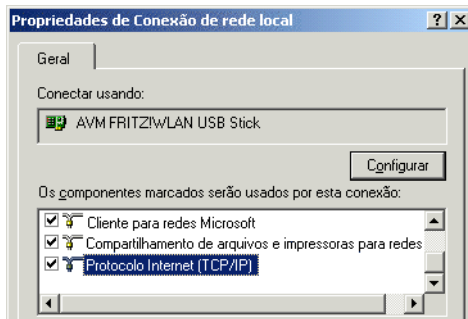 Propriedades de Conexão de rede local
Geral
Conectar usando:
AVM FRITZ!WLAN USB Stick
Configurar
Os componentes marcados serão usados por esta conexão:
Cliente para redes Microsoft
Compartilhamento de arquivos e impressoras para redes
Protocolo Internet (TCP/IP)